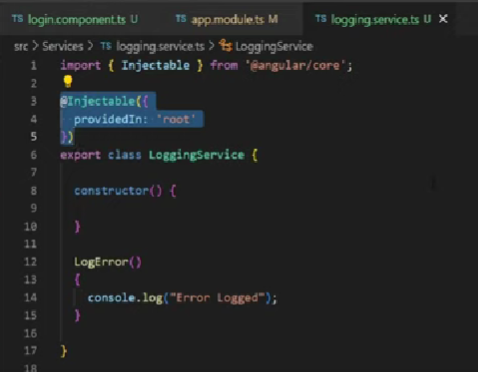 TS login.component.ts U TS app.module.ts M TS logging.service.ts U ×
src > Services > TS logging.service.ts > LoggingService
1 import { Injectable } from '@angular/core';
2
3 @Injectable({
4 providedIn: 'root'
5 })
6 export class LoggingService {
7
8 constructor() {
9
10 }
11
12 LogError()
13 {
14 console.log("Error Logged");
15 }
16
17 }
18